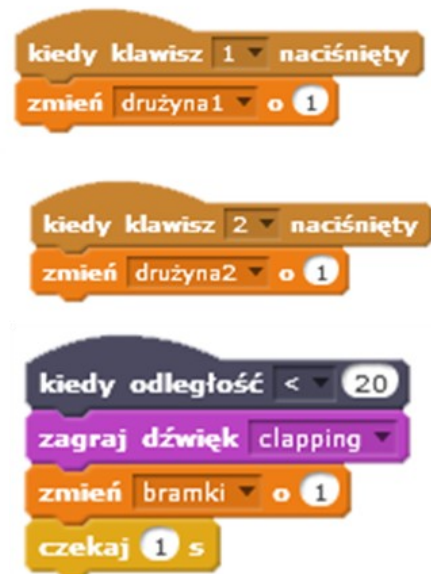 kiedy klawisz 1 naciśnięty
zmień drużyna1 o 1
kiedy klawisz 2 naciśnięty
zmień drużyna2 o 1
kiedy odległość < 20
zagraj dźwięk clapping
zmień bramki o 1
czekaj 1 s